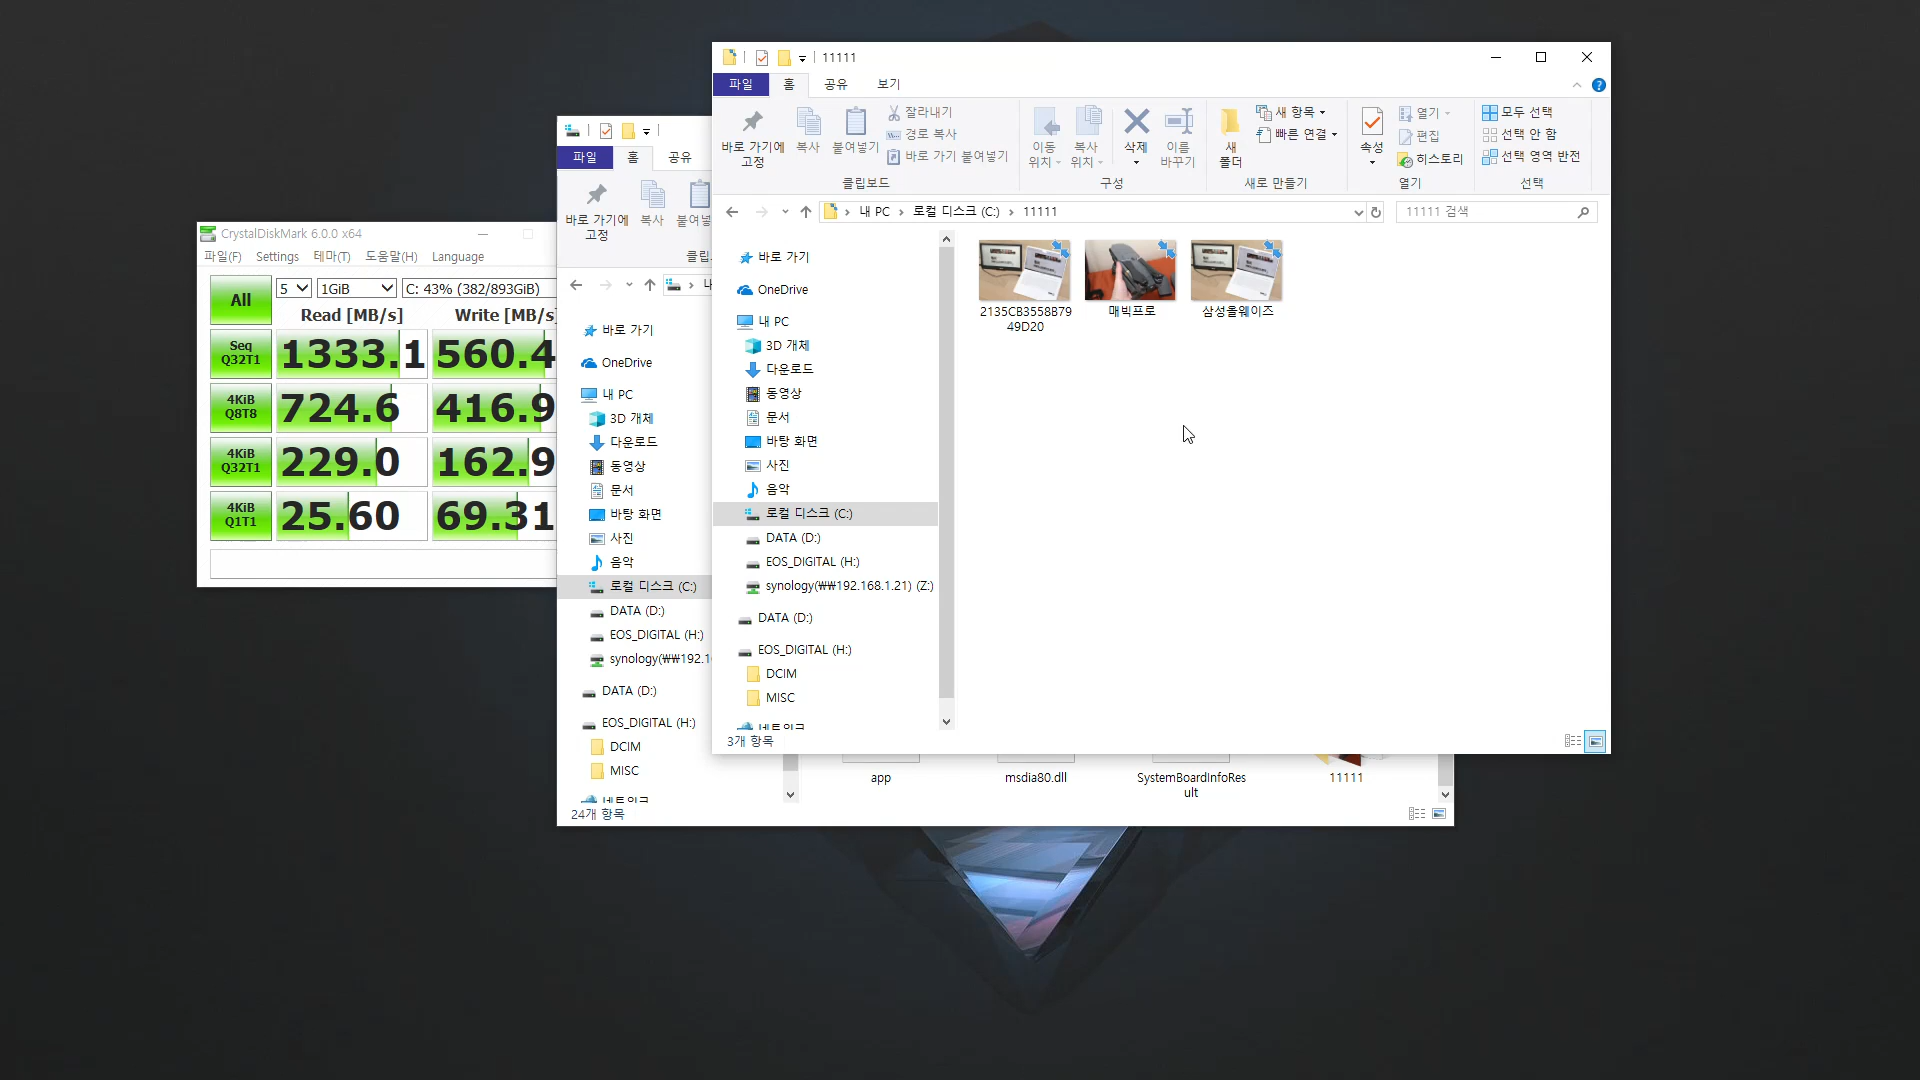 CrystalDiskMark 6.0.0 x64
파일(F) Settings 테마(T) 도움말(H) Language
All 5 1GiB C: 43% (382/893GiB)
Read [MB/s] Write [MB/s
Seq
Q32T1
1333.1 560.4
4KiB
Q8T8
724.6 416.9
4KiB
Q32T1
229.0 162.9
4KiB
Q1T1
25.60 69.31
파일 홈 공유
바로 가기에
고정
복사
바로 가기
OneDrive
내 PC
3D 개체
다운로드
동영상
문서
바탕 화면
사진
음악
로컬 디스크 (C:)
DATA (D:)
EOS_DIGITAL (H:)
synology(₩₩192.1
DATA (D:)
EOS_DIGITAL (H:)
DCIM
MISC
24개 항목
app
msdia80.dll
SystemBoardInfoRes
ult
11111
11111
파일 홈 공유 보기
바로 가기에
고정
복사
붙여넣기
잘라내기
경로 복사
바로 가기 붙여넣기
클립보드
이동
위치
복사
위치
삭제
이름
바꾸기
구성
새
폴더
새 항목
빠른 연결
새로 만들기
속성
열기
편집
히스토리
열기
모두 선택
선택 안 함
선택 영역 반전
선택
내 PC 로컬 디스크 (C:) 11111
11111 검색
바로 가기
OneDrive
내 PC
3D 개체
다운로드
동영상
문서
바탕 화면
사진
음악
로컬 디스크 (C:)
DATA (D:)
EOS_DIGITAL (H:)
synology(₩₩192.168.1.21) (Z:)
DATA (D:)
EOS_DIGITAL (H:)
DCIM
MISC
3개 항목
2135CB3558B79
49D20
매빅프로
삼성올웨이즈